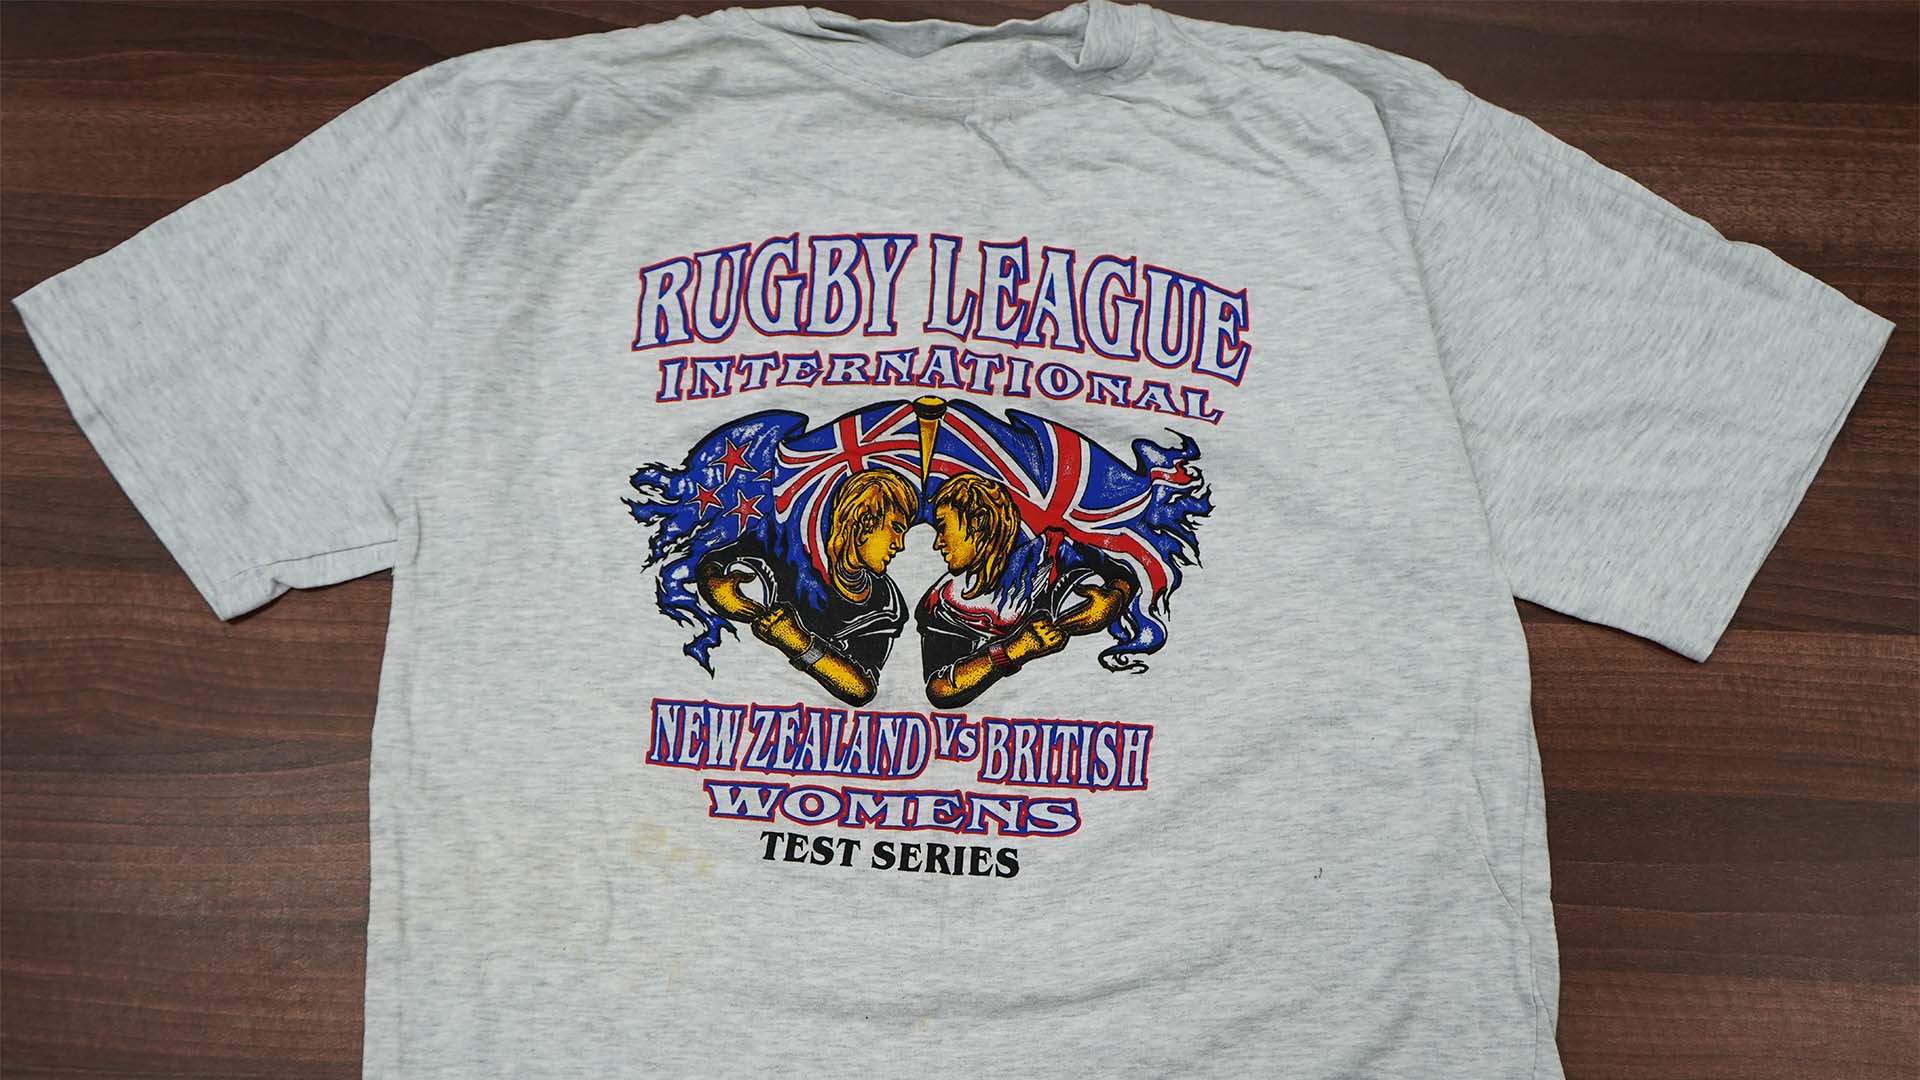 RUGBY LEAGUE
INTERNATIONAL
NEW ZEALAND Vs BRITISH
WOMENS
TEST SERIES